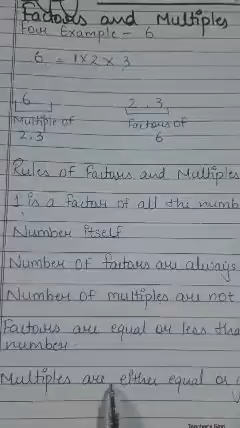 Factors and Multiples
Four Example - 6
6 = 1 x 2 x 3
6 2, 3,
Multiple of Factors of
2,3 6
Rules of Factors and Multiples
1 is a factor of all the numb
Number itself
Number of factors are always
Number of multiples are not
Factors are equal or less tha
number.
Multiples are either equal or
Teacher's Sign